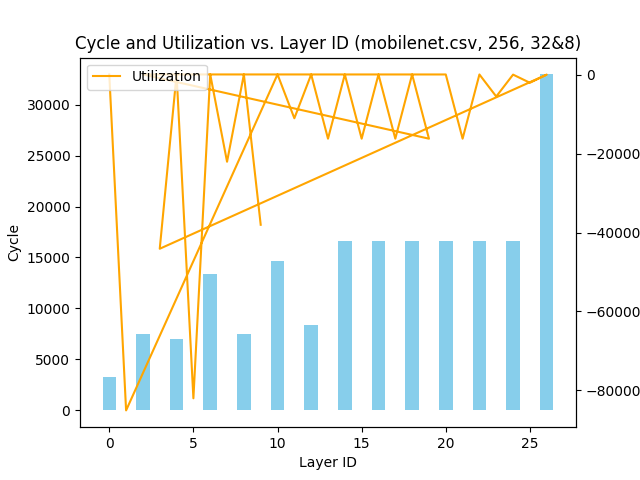 Cycle and Utilization vs. Layer ID (mobilenet.csv, 256, 32&8)
Utilization
30000
25000
20000
15000
10000
5000
0
Cycle
0
−20000
−40000
−60000
−80000
0 5 10 15 20 25
Layer ID